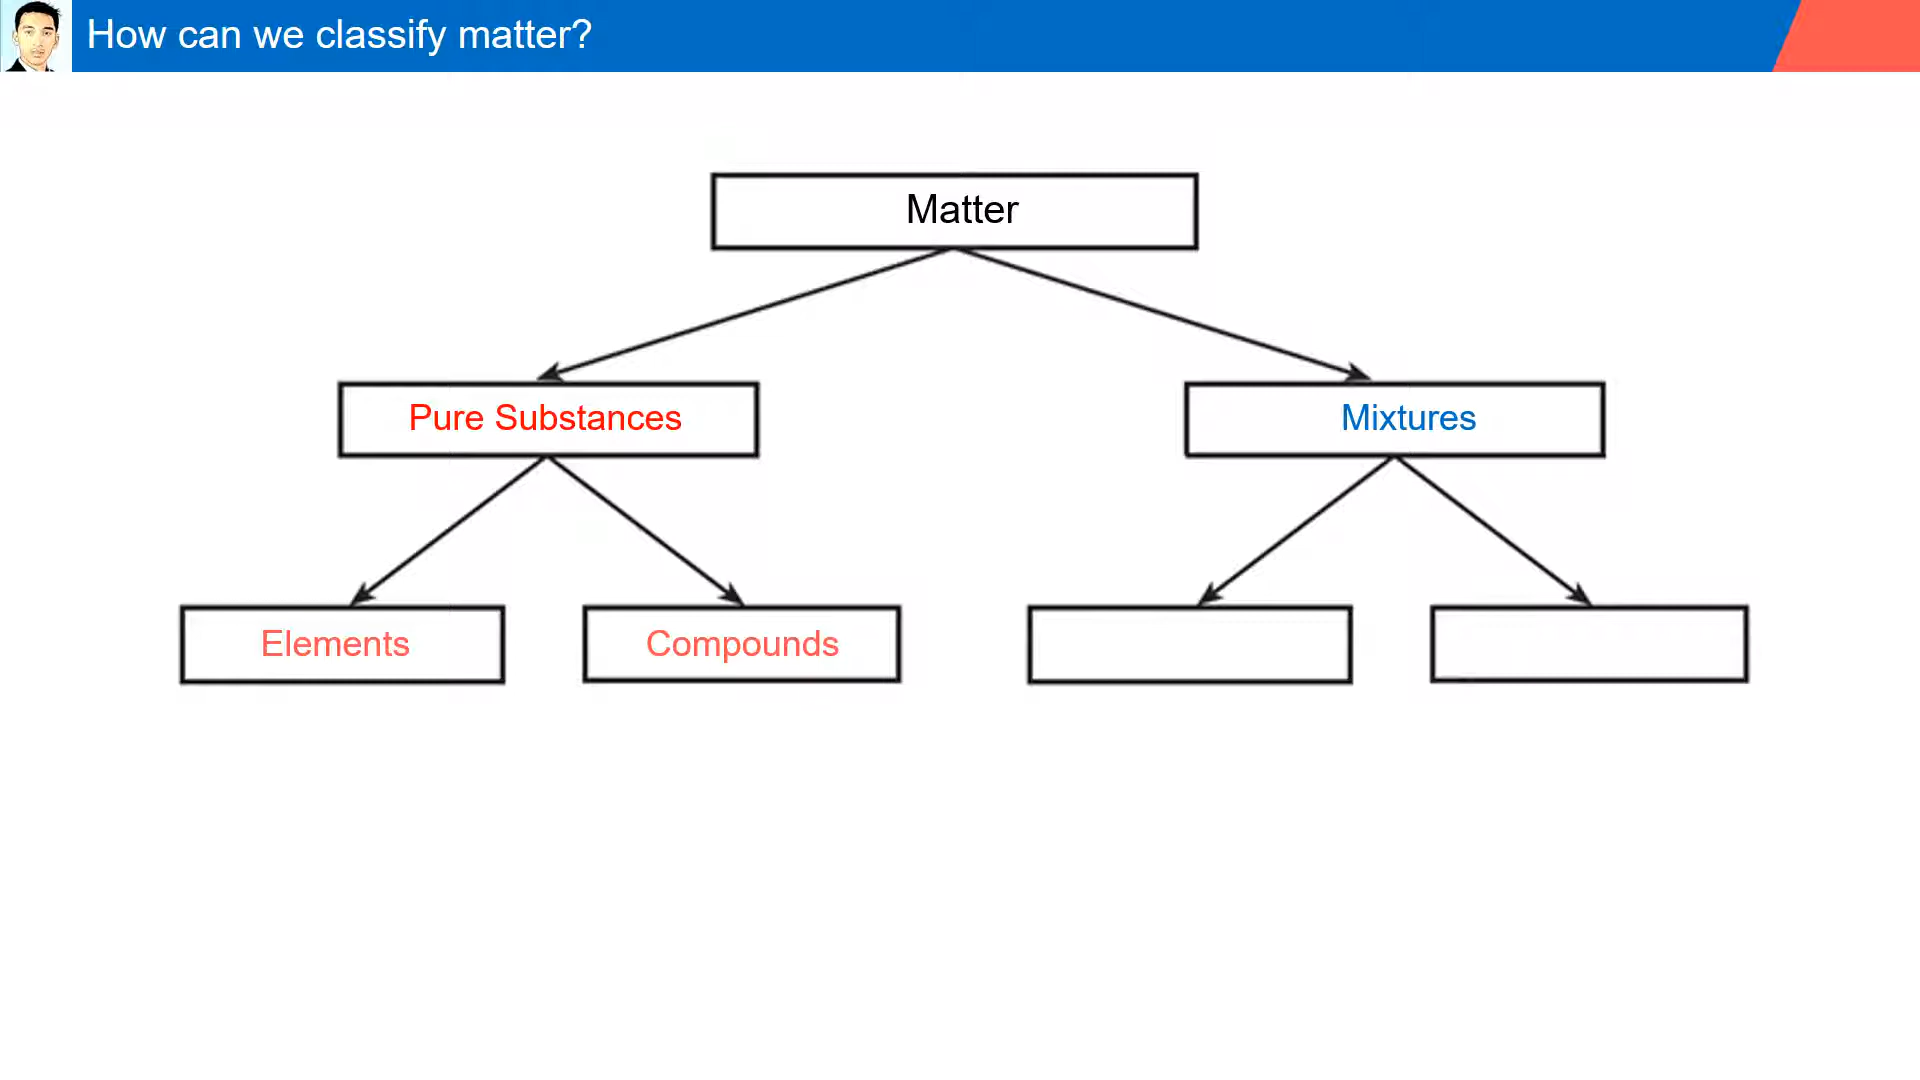 How can we classify matter?
Matter
Pure Substances
Mixtures
Elements
Compounds